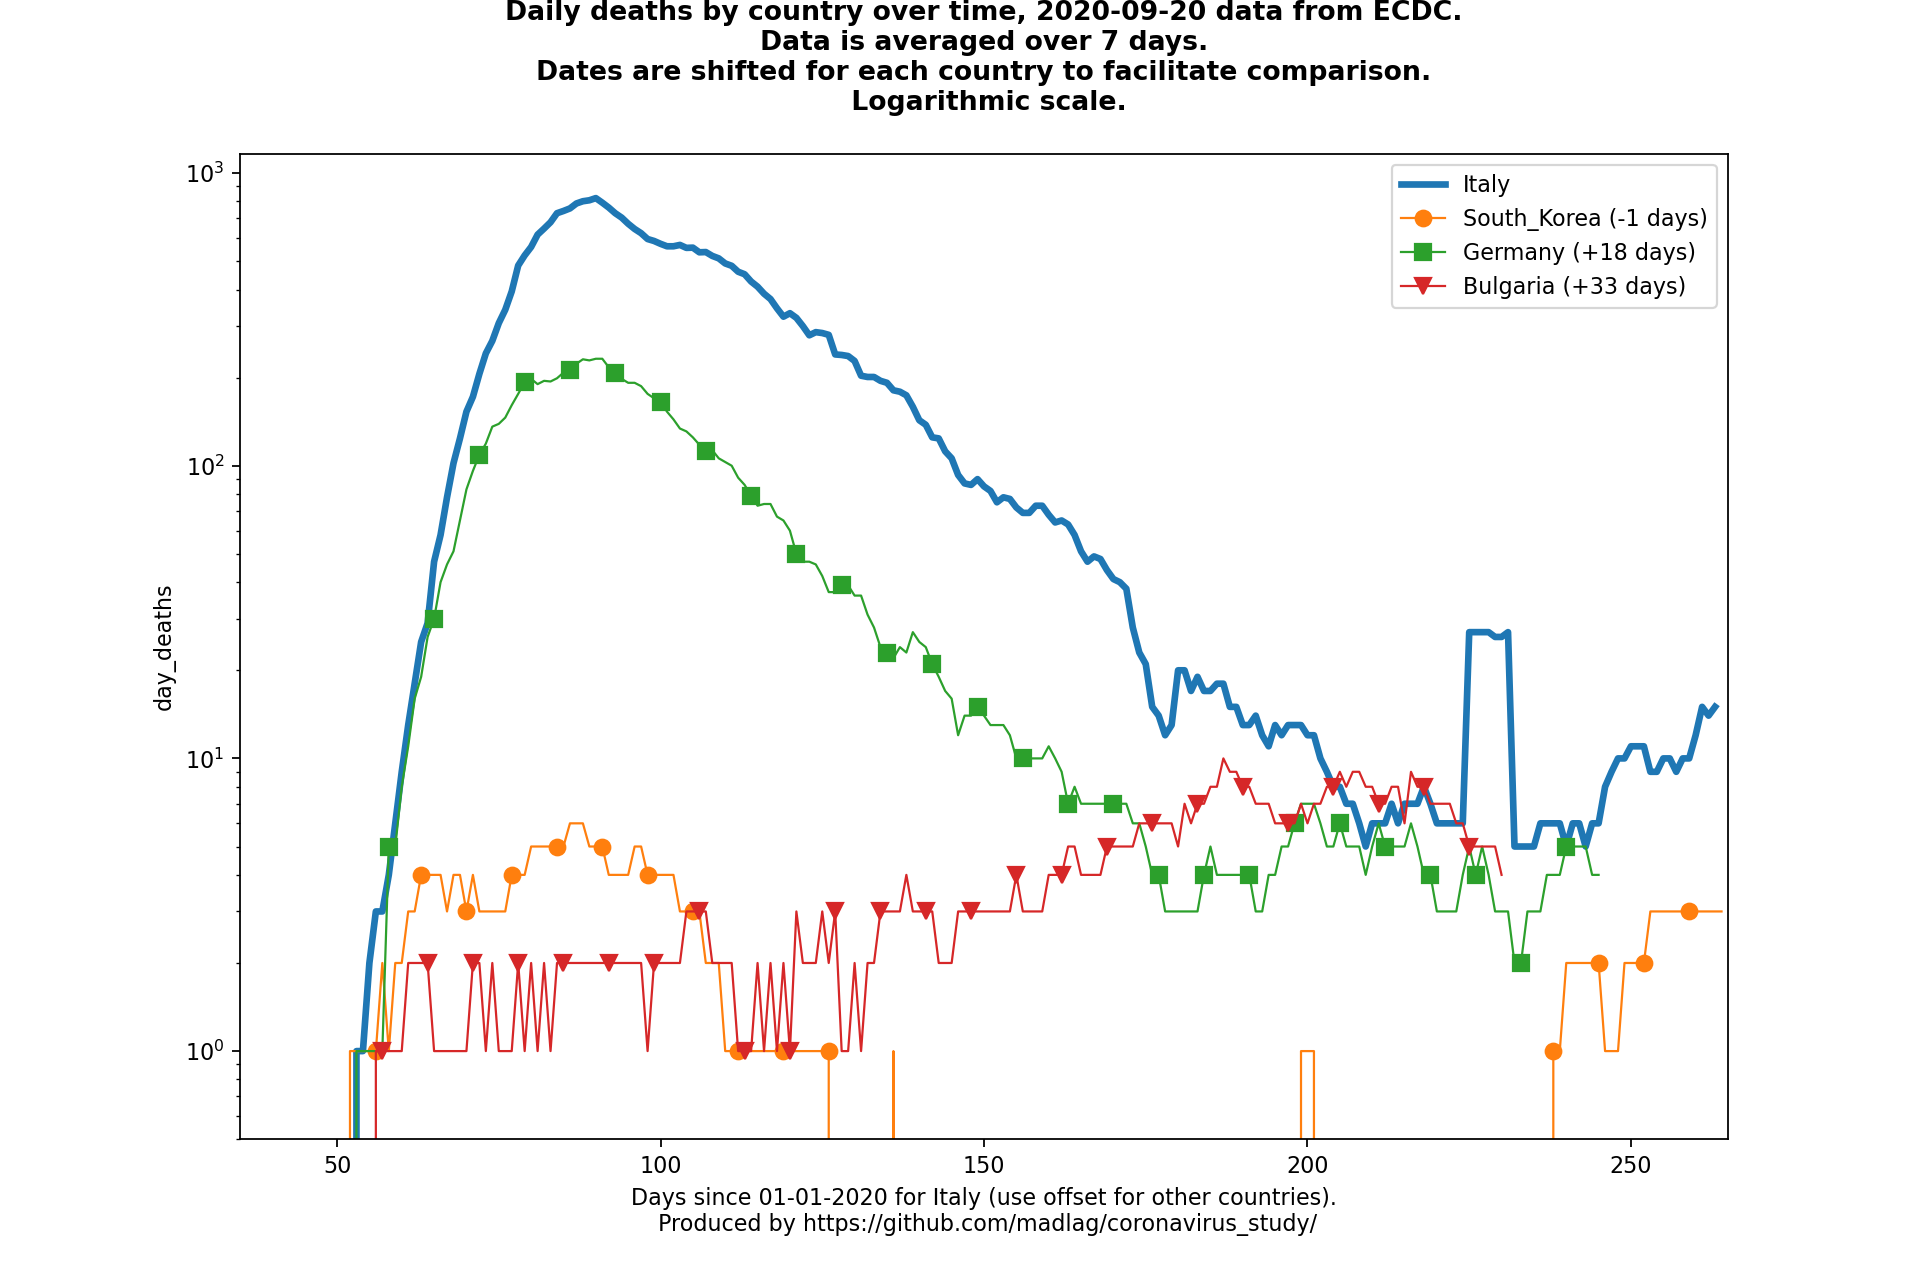 Daily deaths by country over time, 2020-09-20 data from ECDC.
Data is averaged over 7 days.
Dates are shifted for each country to facilitate comparison.
Logarithmic scale.
10³
10²
10¹
10⁰
day_deaths
Italy
South_Korea (-1 days)
Germany (+18 days)
Bulgaria (+33 days)
50 100 150 200 250
Days since 01-01-2020 for Italy (use offset for other countries).
Produced by https://github.com/madlag/coronavirus_study/